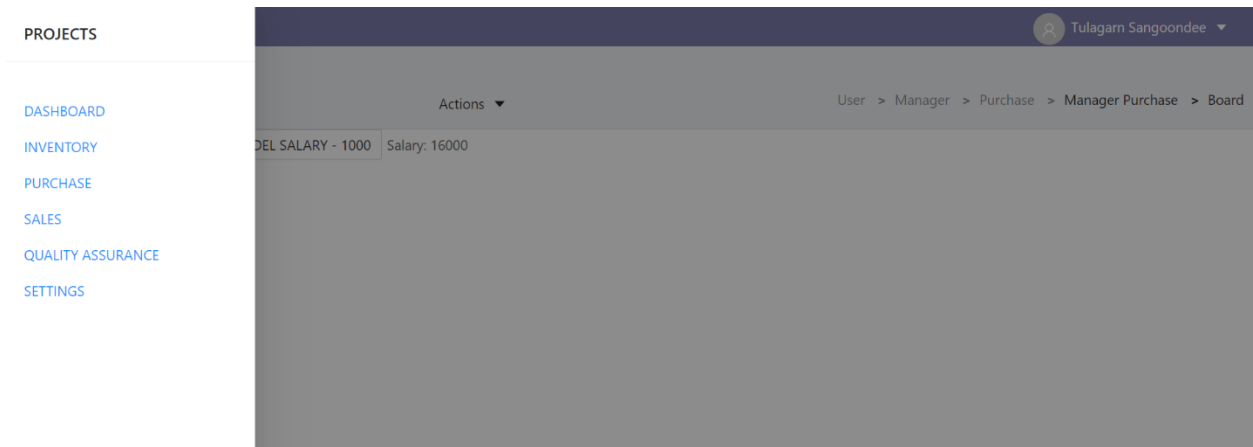 PROJECTS
Tulagarn Sangoondee
DASHBOARD
Actions
User > Manager > Purchase > Manager Purchase > Board
INVENTORY
DEL SALARY - 1000
Salary: 16000
PURCHASE
SALES
QUALITY ASSURANCE
SETTINGS